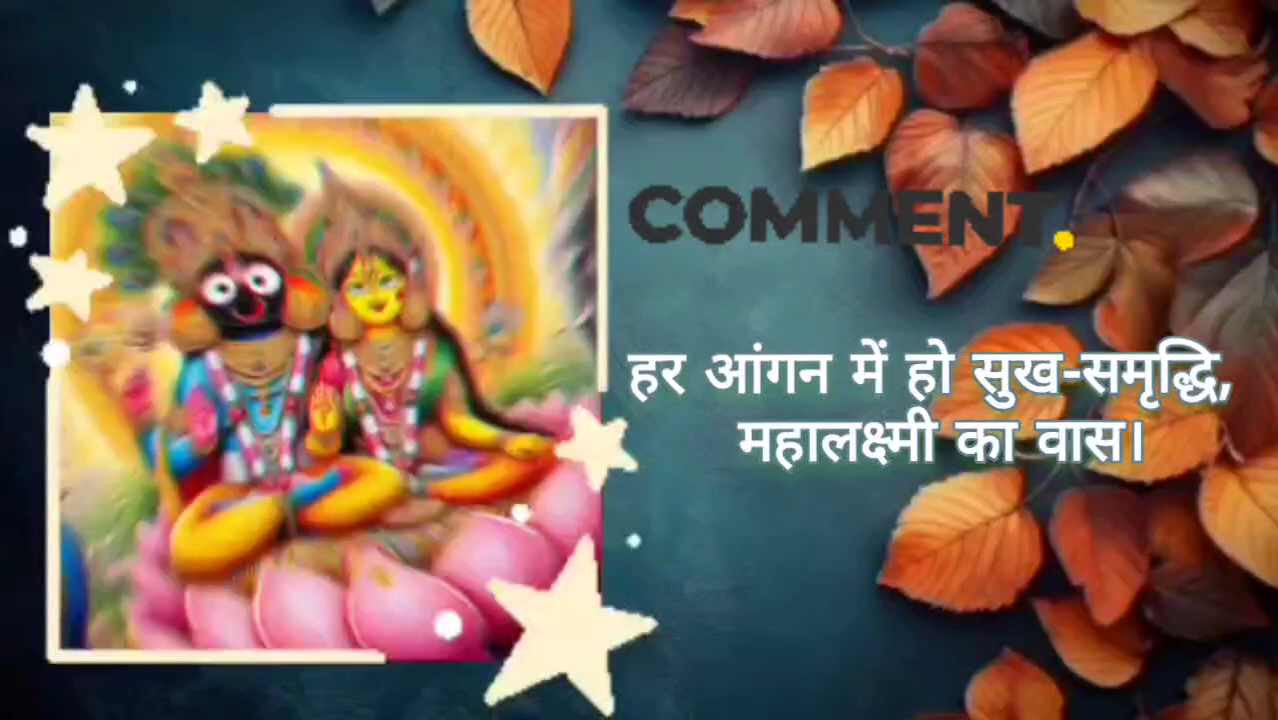 COMMENT.
हर आंगन में हो सुख-समृद्धि,
महालक्ष्मी का वास।